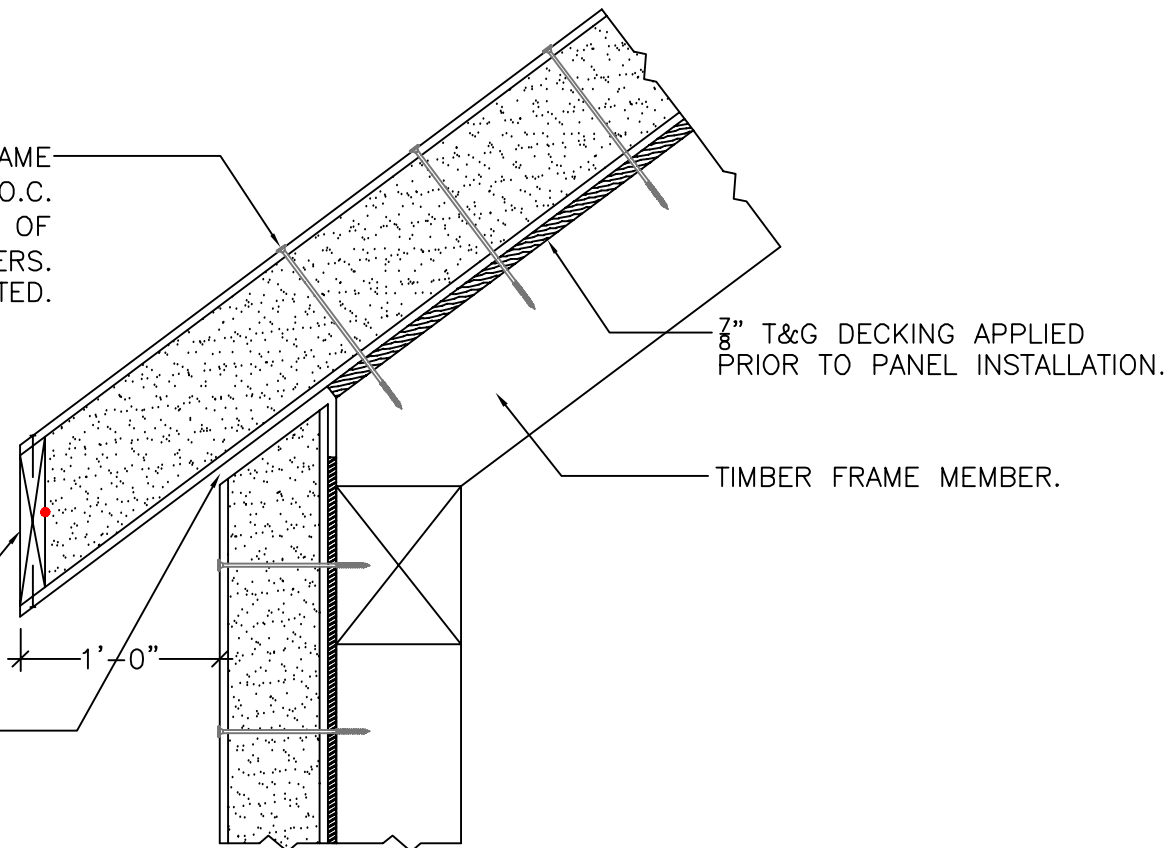 AME
O.C.
OF
ERS.
TED.
7/8" T&G DECKING APPLIED
PRIOR TO PANEL INSTALLATION.
TIMBER FRAME MEMBER.
1'-0"